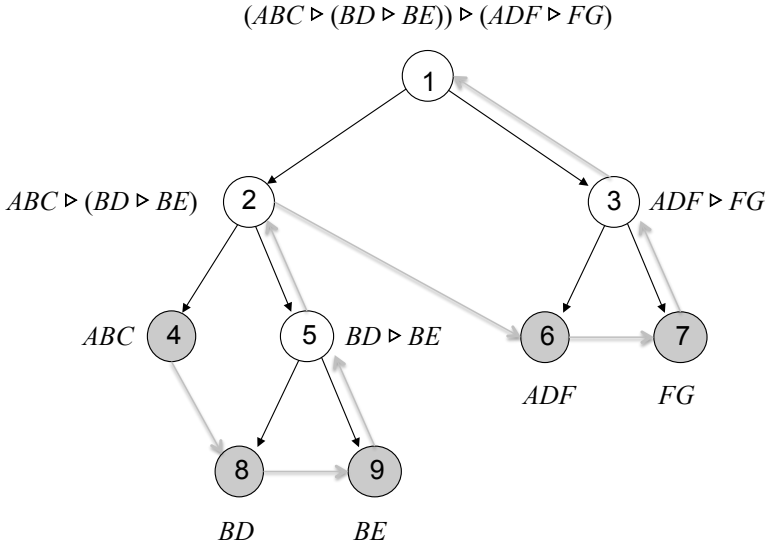 (ABC ▹ (BD ▹ BE)) ▹ (ADF ▹ FG)
1
ABC ▹ (BD ▹ BE)
2
3
ADF ▹ FG
ABC
4
5
BD ▹ BE
6
7
ADF
FG
8
9
BD
BE